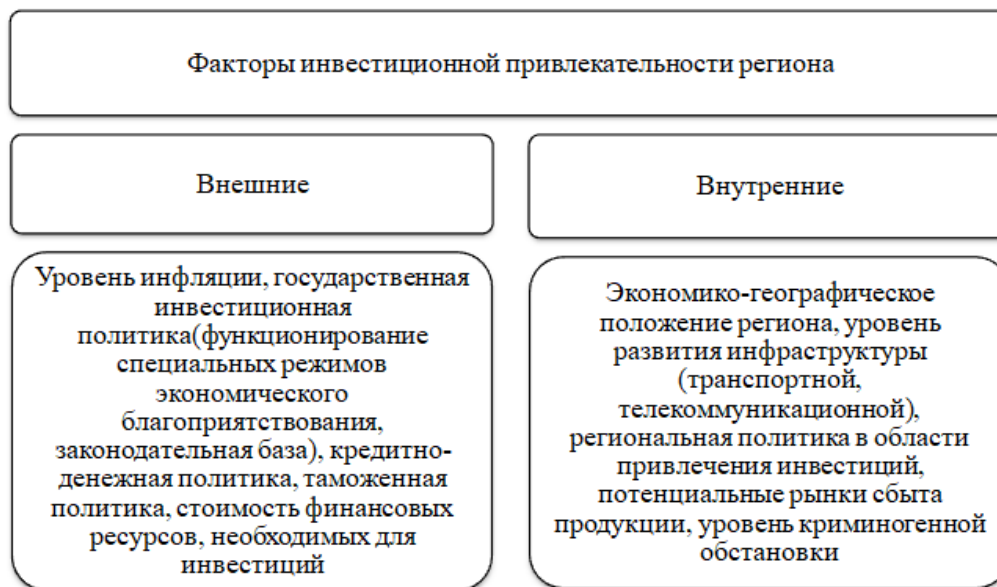 Факторы инвестиционной привлекательности региона
Внешние
Внутренние
Уровень инфляции, государственная
инвестиционная
политика(функционирование
специальных режимов
экономического
благоприятствования,
законодательная база), кредитно-
денежная политика, таможенная
политика, стоимость финансовых
ресурсов, необходимых для
инвестиций
Экономико-географическое
положение региона, уровень
развития инфраструктуры
(транспортной,
телекоммуникационной),
региональная политика в области
привлечения инвестиций,
потенциальные рынки сбыта
продукции, уровень криминогенной
обстановки